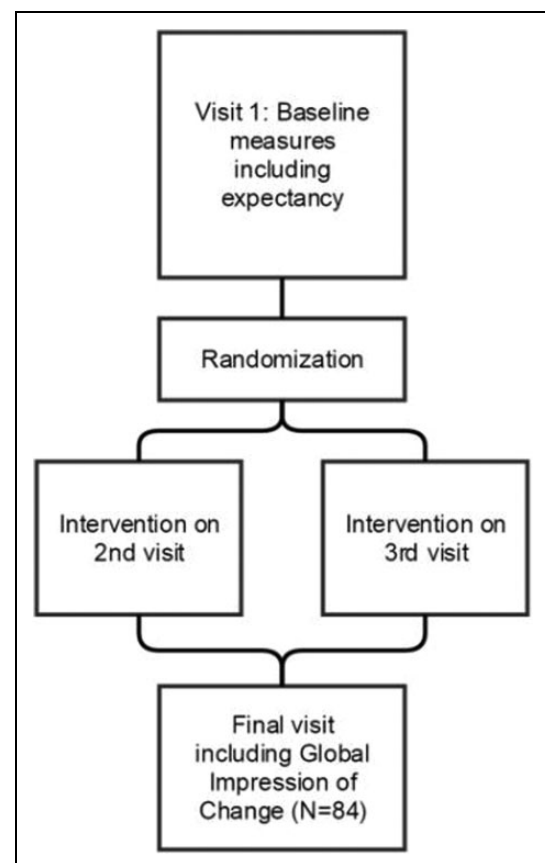 Visit 1: Baseline
measures
including
expectancy
Randomization
Intervention on
2nd visit
Intervention on
3rd visit
Final visit
including Global
Impression of
Change (N=84)